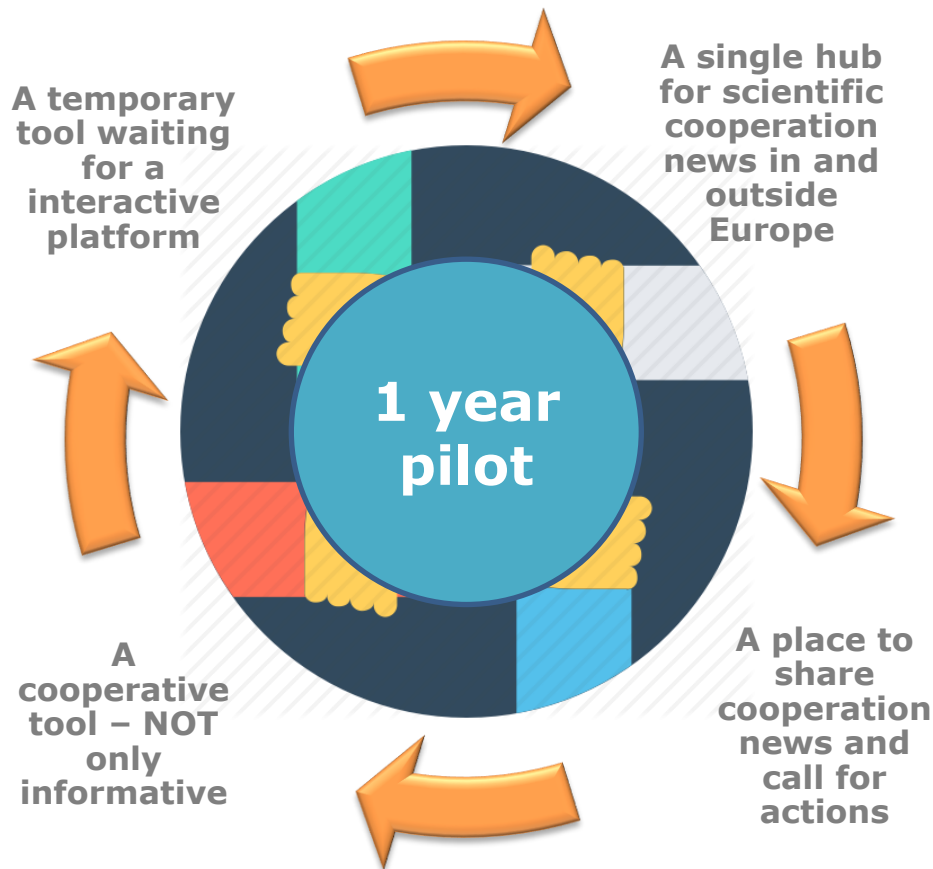 A temporary
tool waiting
for a
interactive
platform
A single hub
for scientific
cooperation
news in and
outside
Europe
1 year
pilot
A
cooperative
tool – NOT
only
informative
A place to
share
cooperation
news and
call for
actions